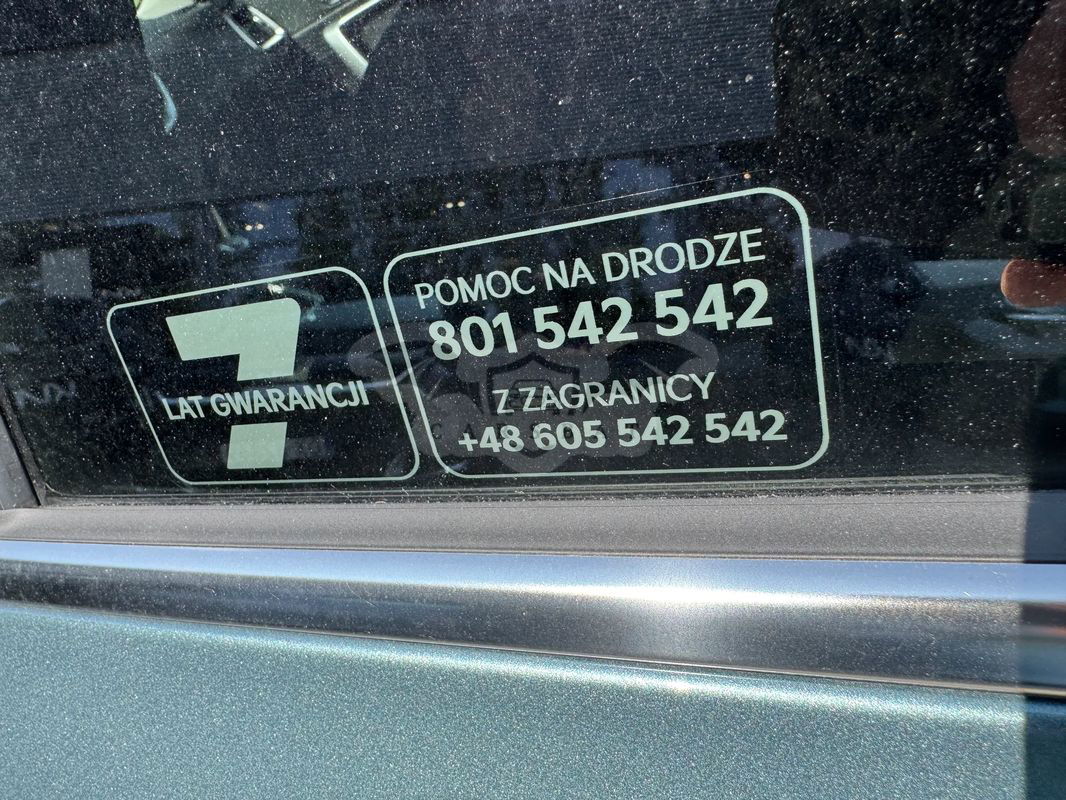 7
LAT GWARANCJI
POMOC NA DRODZE
801 542 542
Z ZAGRANICY
+48 605 542 542